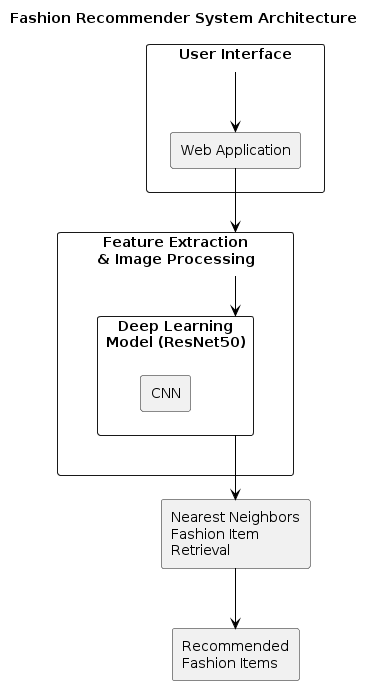 Fashion Recommender System Architecture
User Interface
Web Application
Feature Extraction
& Image Processing
Deep Learning
Model (ResNet50)
CNN
Nearest Neighbors
Fashion Item
Retrieval
Recommended
Fashion Items